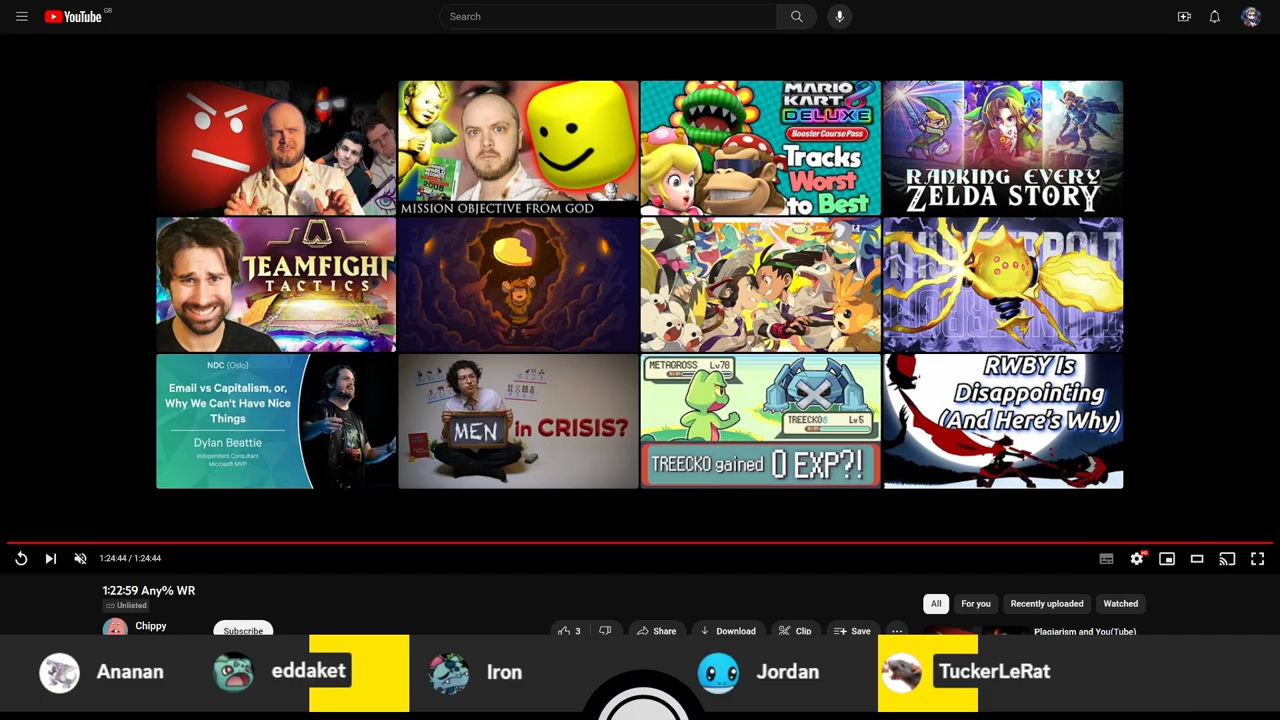 YouTube GB
Search
MISSION OBJECTIVE FROM GOD
2008
MARIO KART 8
DELUXE
Booster Course Pass
Tracks
Worst
to Best
RANKING EVERY
ZELDA STORY
TEAMFIGHT
TACTICS
THUNDERBOLT
NDC {Oslo}
Email vs Capitalism, or,
Why We Can't Have Nice
Things
Dylan Beattie
Independent Consultant
Microsoft MVP
MEN in CRISIS?
METAGROSS Lv78
TREECKO♂ Lv5
TREECKO gained 0 EXP?!
RWBY Is
Disappointing
(And Here's Why)
1:24:44 / 1:24:44
HD
1:22:59 Any% WR
Unlisted
All For you Recently uploaded Watched
Chippy
Subscribe
3 Share Download Clip Save
Plagiarism and You(Tube)
Ananan eddaket Iron Jordan TuckerLeRat